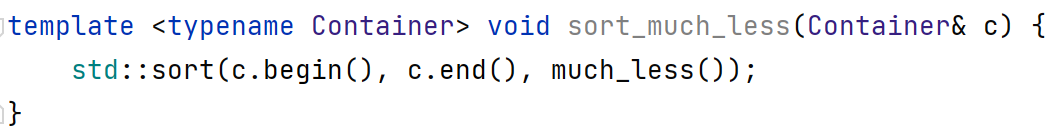 template <typename Container> void sort_much_less(Container& c) {
    std::sort(c.begin(), c.end(), much_less());
}